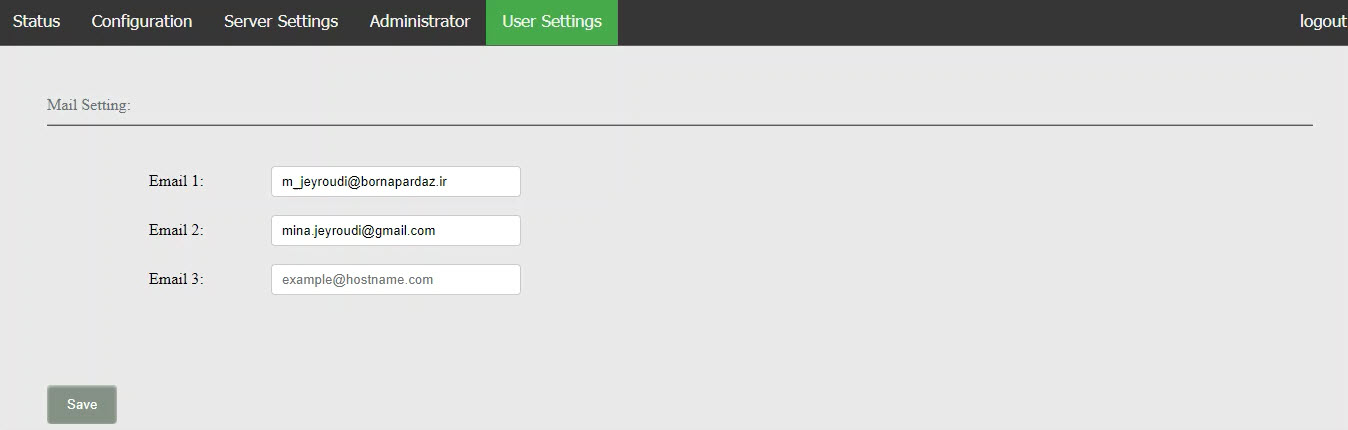 Status Configuration Server Settings Administrator User Settings logout
Mail Setting:
Email 1: m_jeyroudi@bornapardaz.ir
Email 2: mina.jeyroudi@gmail.com
Email 3: example@hostname.com
Save